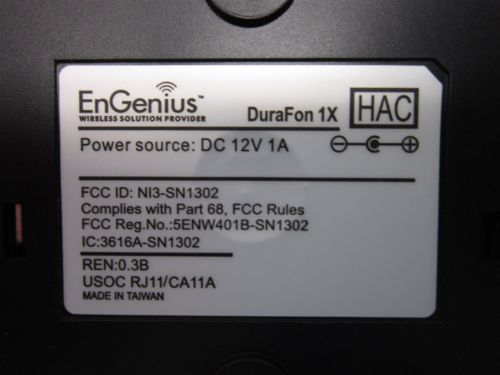 EnGenius™
WIRELESS SOLUTION PROVIDER
DuraFon 1X
HAC
Power source: DC 12V 1A
FCC ID: NI3-SN1302
Complies with Part 68, FCC Rules
FCC Reg.No.:5ENW401B-SN1302
IC:3616A-SN1302
REN:0.3B
USOC RJ11/CA11A
MADE IN TAIWAN